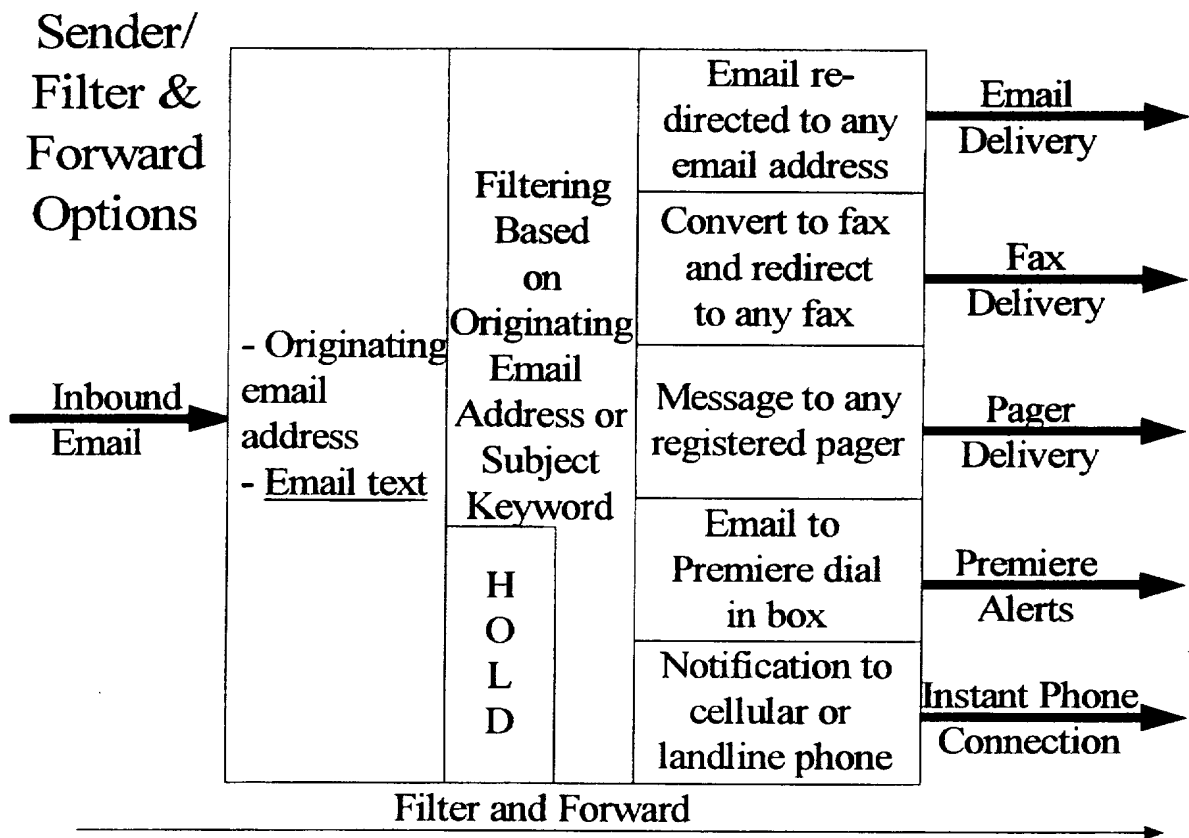 Sender/
Filter &
Forward
Options
Inbound
Email
- Originating
email
address
- Email text
Filtering
Based
on
Originating
Email
Address or
Subject
Keyword
H
O
L
D
Email re-
directed to any
email address
Convert to fax
and redirect
to any fax
Message to any
registered pager
Email to
Premiere dial
in box
Notification to
cellular or
landline phone
Email
Delivery
Fax
Delivery
Pager
Delivery
Premiere
Alerts
Instant Phone
Connection
Filter and Forward